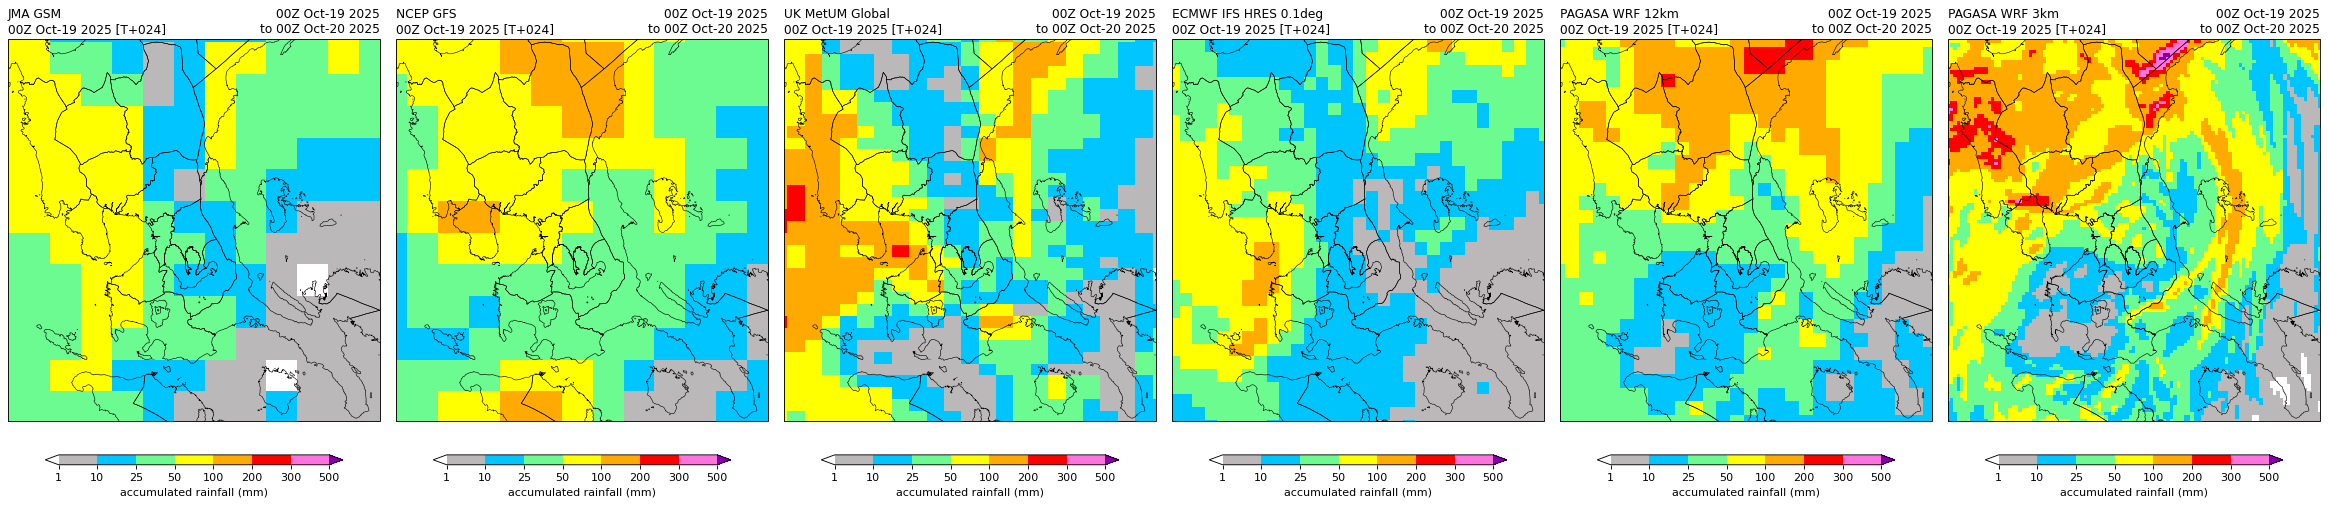 JMA GSM 00Z Oct-19 2025
00Z Oct-19 2025 [T+024] to 00Z Oct-20 2025
1 10 25 50 100 200 300 500
accumulated rainfall (mm)
NCEP GFS 00Z Oct-19 2025
00Z Oct-19 2025 [T+024] to 00Z Oct-20 2025
1 10 25 50 100 200 300 500
accumulated rainfall (mm)
UK MetUM Global 00Z Oct-19 2025
00Z Oct-19 2025 [T+024] to 00Z Oct-20 2025
1 10 25 50 100 200 300 500
accumulated rainfall (mm)
ECMWF IFS HRES 0.1deg 00Z Oct-19 2025
00Z Oct-19 2025 [T+024] to 00Z Oct-20 2025
1 10 25 50 100 200 300 500
accumulated rainfall (mm)
PAGASA WRF 12km 00Z Oct-19 2025
00Z Oct-19 2025 [T+024] to 00Z Oct-20 2025
1 10 25 50 100 200 300 500
accumulated rainfall (mm)
PAGASA WRF 3km 00Z Oct-19 2025
00Z Oct-19 2025 [T+024] to 00Z Oct-20 2025
1 10 25 50 100 200 300 500
accumulated rainfall (mm)